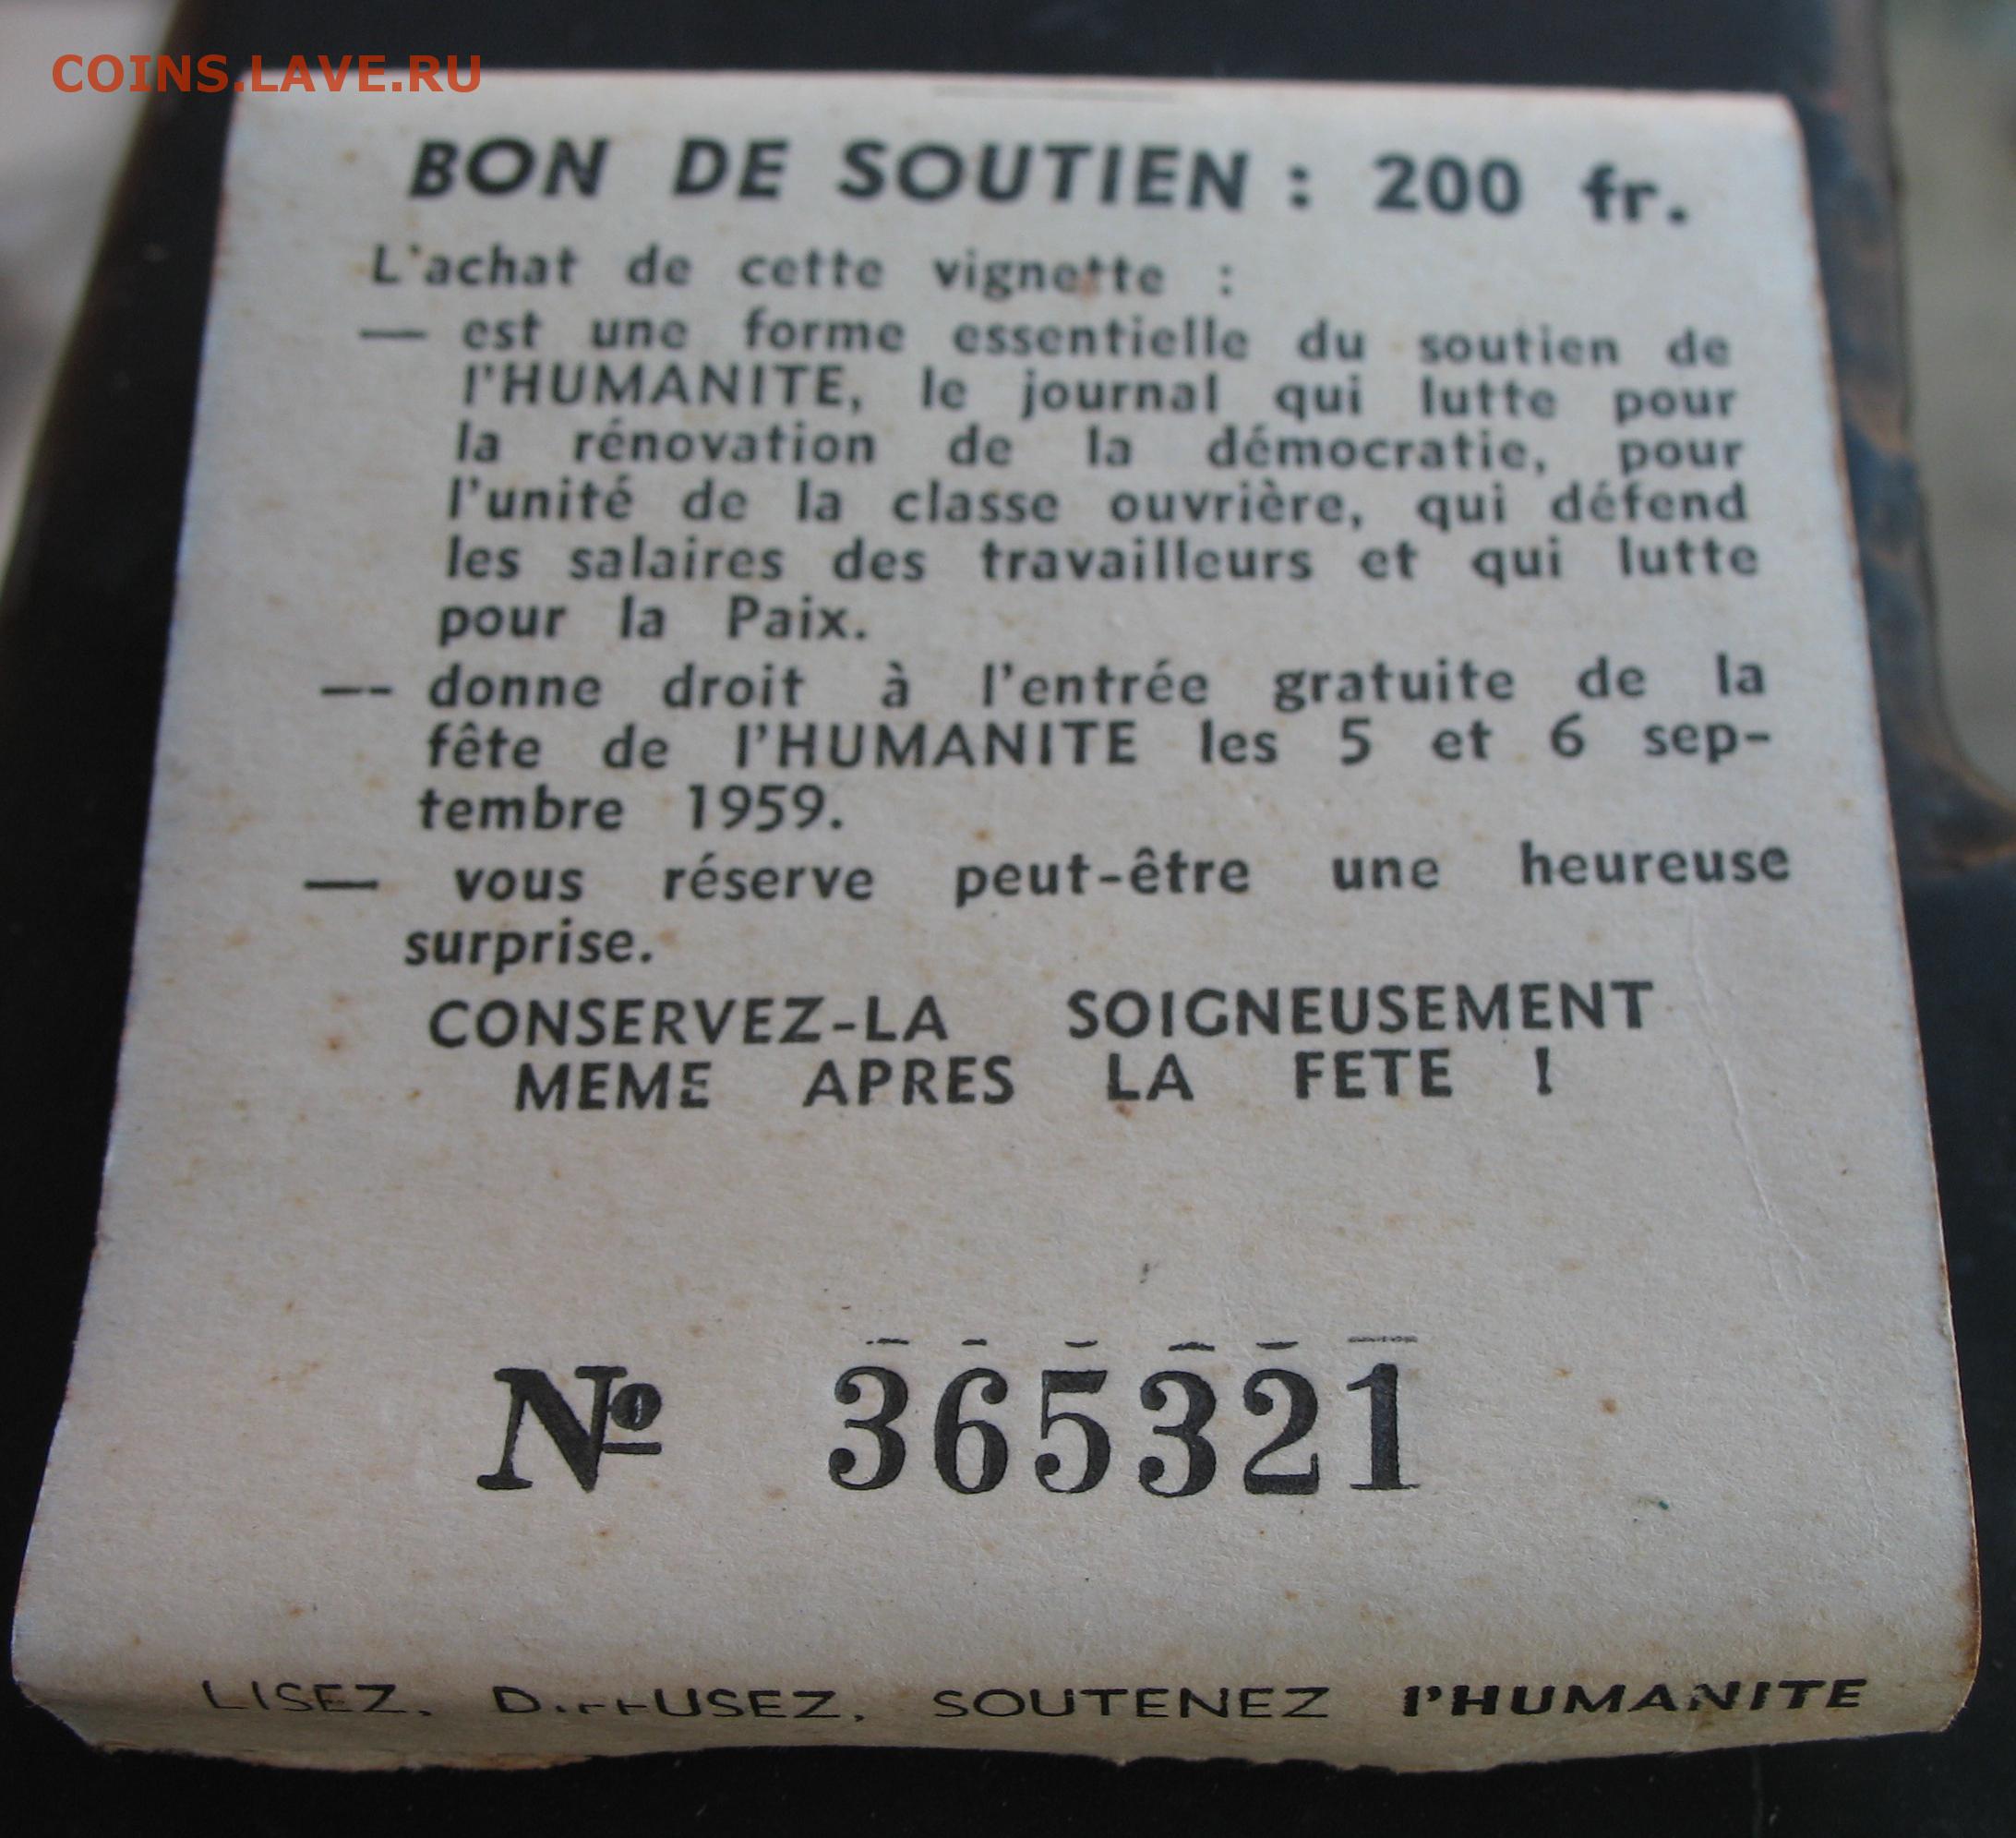 COINS.LAVE.RU
BON DE SOUTIEN : 200 fr.
L'achat de cette vignette :
— est une forme essentielle du soutien de
l'HUMANITE, le journal qui lutte pour
la rénovation de la démocratie, pour
l'unité de la classe ouvrière, qui défend
les salaires des travailleurs et qui lutte
pour la Paix.
— donne droit à l'entrée gratuite de la
fête de l'HUMANITE les 5 et 6 sep-
tembre 1959.
— vous réserve peut-être une heureuse
surprise.
CONSERVEZ-LA SOIGNEUSEMENT
MEME APRES LA FETE !
Nº 365321
LISEZ, DIFFUSEZ, SOUTENEZ l'HUMANITE